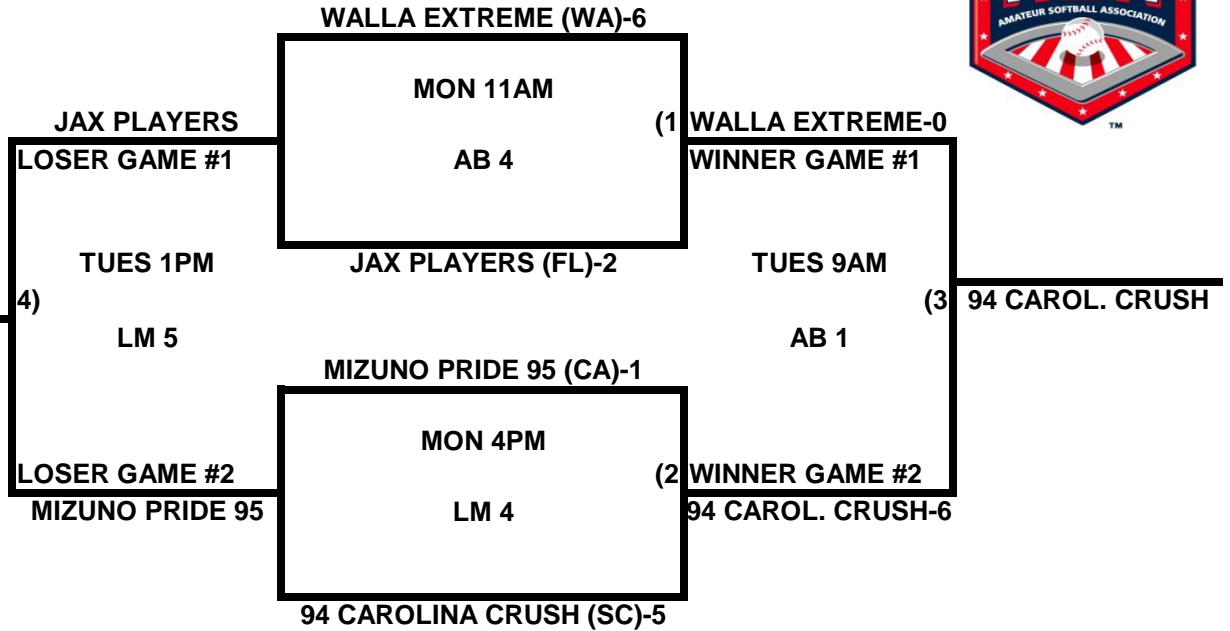 WALLA EXTREME (WA)-6
AMATEUR SOFTBALL ASSOCIATION
TM
MON 11AM
JAX PLAYERS
(1 WALLA EXTREME-0
LOSER GAME #1
AB 4
WINNER GAME #1
TUES 1PM
JAX PLAYERS (FL)-2
TUES 9AM
4)
(3 94 CAROL. CRUSH
LM 5
AB 1
MIZUNO PRIDE 95 (CA)-1
MON 4PM
LOSER GAME #2
(2 WINNER GAME #2
MIZUNO PRIDE 95
LM 4
94 CAROL. CRUSH-6
94 CAROLINA CRUSH (SC)-5